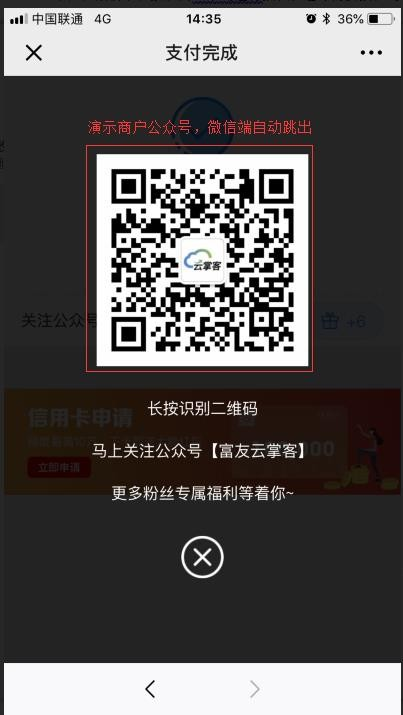 中国联通 4G 14:35 36%
支付完成
演示商户公众号，微信端自动跳出
云掌客
关注公众号
+6
长按识别二维码
信用卡申请
马上关注公众号【富友云掌客】
立即申请
更多粉丝专属福利等着你~